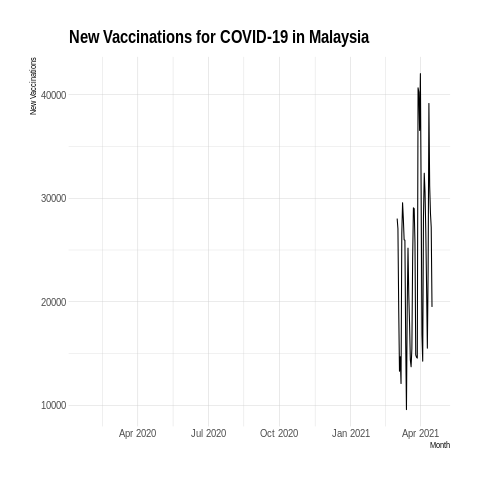 New Vaccinations for COVID-19 in Malaysia
New Vaccinations
40000
30000
20000
10000
Apr 2020 Jul 2020 Oct 2020 Jan 2021 Apr 2021
Month